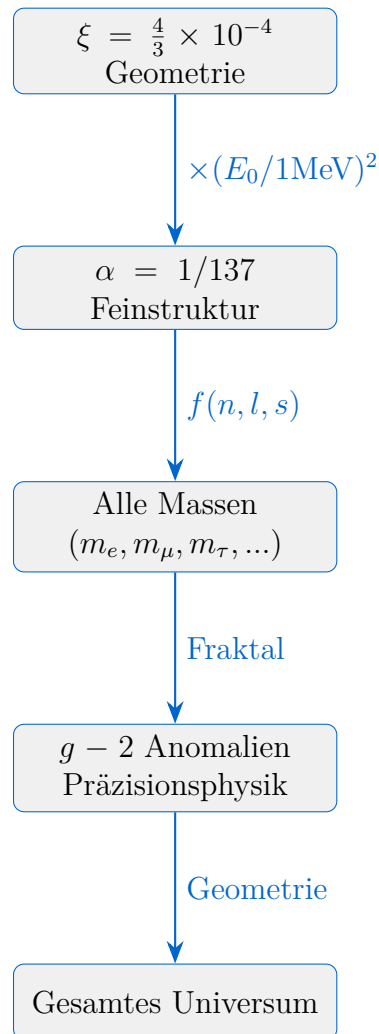 ξ = 4/3 × 10⁻⁴
Geometrie
×(E₀/1MeV)²
α = 1/137
Feinstruktur
f(n, l, s)
Alle Massen
(mₑ, m_μ, m_τ, ...)
Fraktal
g − 2 Anomalien
Präzisionsphysik
Geometrie
Gesamtes Universum